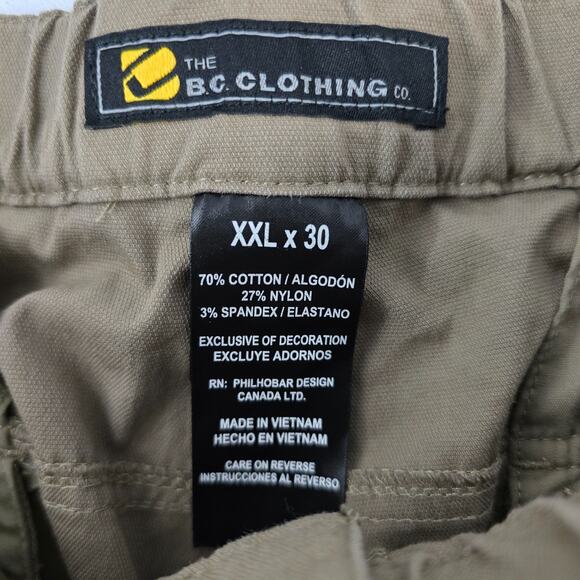 THE
B.C. CLOTHING CO.
XXL x 30
70% COTTON / ALGODÓN
27% NYLON
3% SPANDEX / ELASTANO
EXCLUSIVE OF DECORATION
EXCLUYE ADORNOS
RN: PHILHOBAR DESIGN
CANADA LTD.
MADE IN VIETNAM
HECHO EN VIETNAM
CARE ON REVERSE
INSTRUCCIONES AL REVERSO